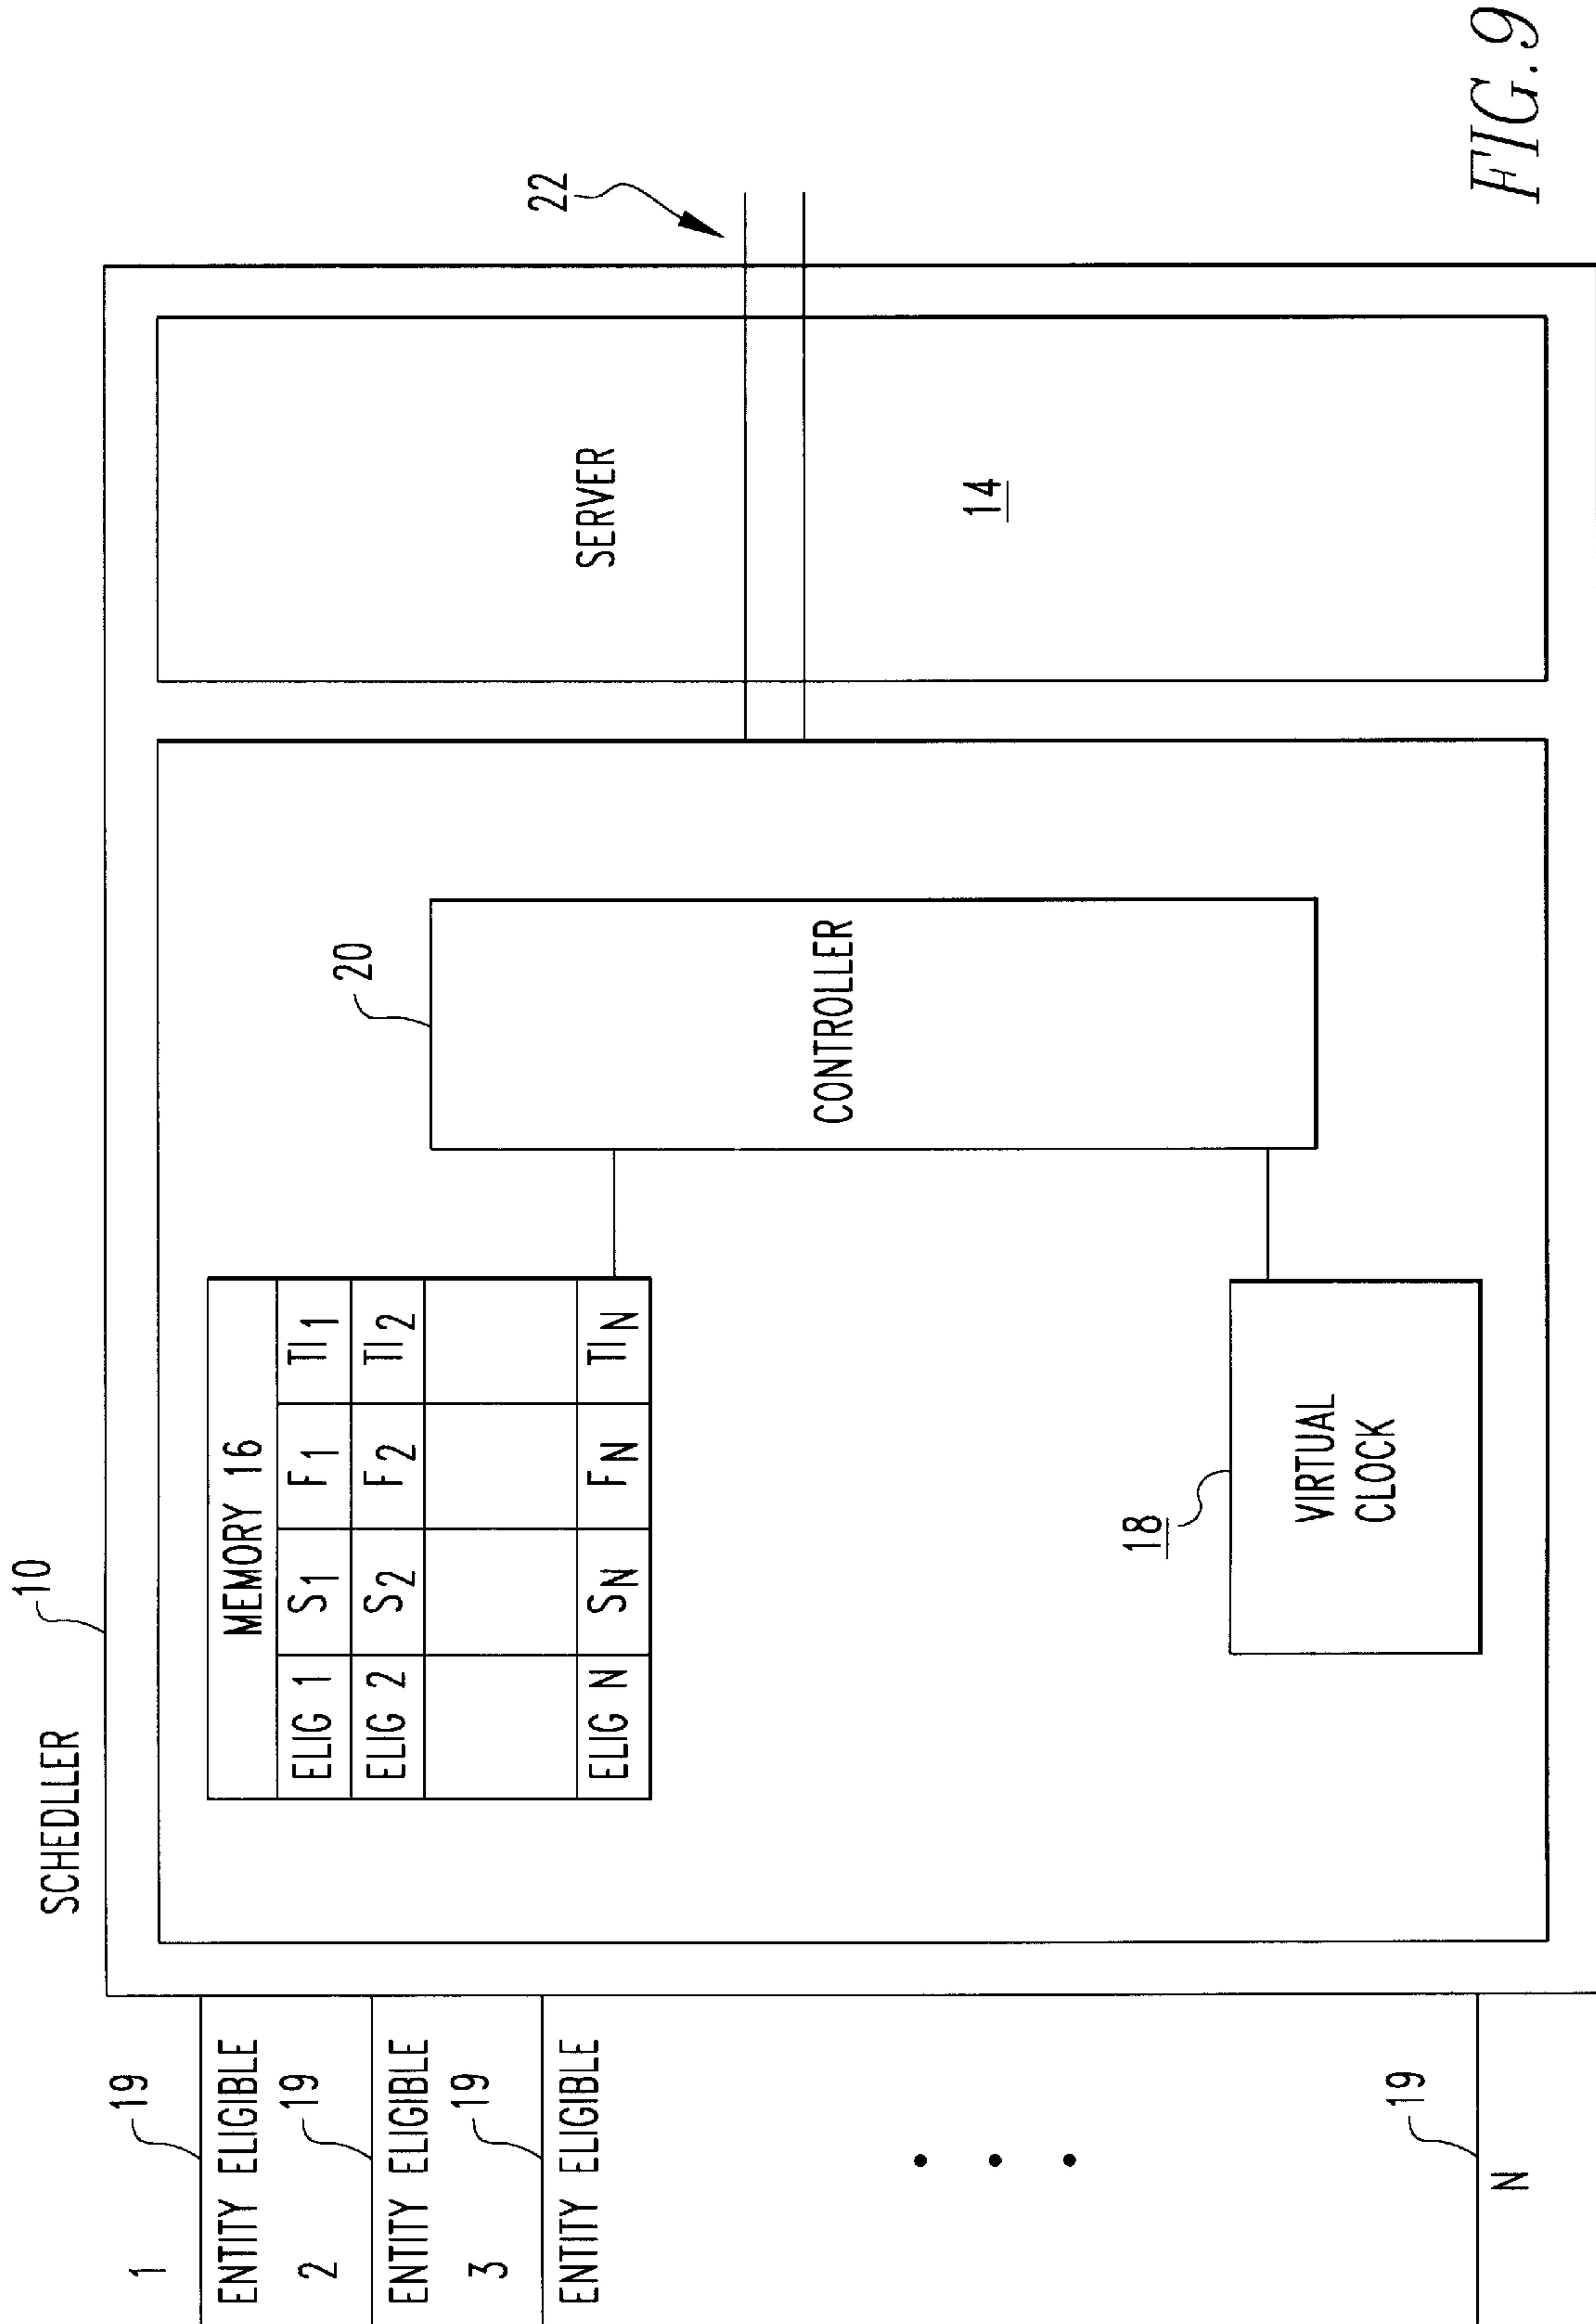 SCHEDLLER
10
1
19
ENTITY ELIGIBLE
2
19
ENTITY ELIGIBLE
3
19
ENTITY ELIGIBLE
N
19
MEMORY 16
ELIG 1 S1 F1 TI1
ELIG 2 S2 F2 TI2
ELIG N SN FN TIN
20
CONTROLLER
18
VIRTUAL
CLOCK
SERVER
14
22
FIG.9